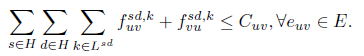 \sum_{s \in H} \sum_{d \in H} \sum_{k \in L^{sd}} f_{uv}^{sd,k} + f_{vu}^{sd,k} \leq C_{uv}, \forall e_{uv} \in E.